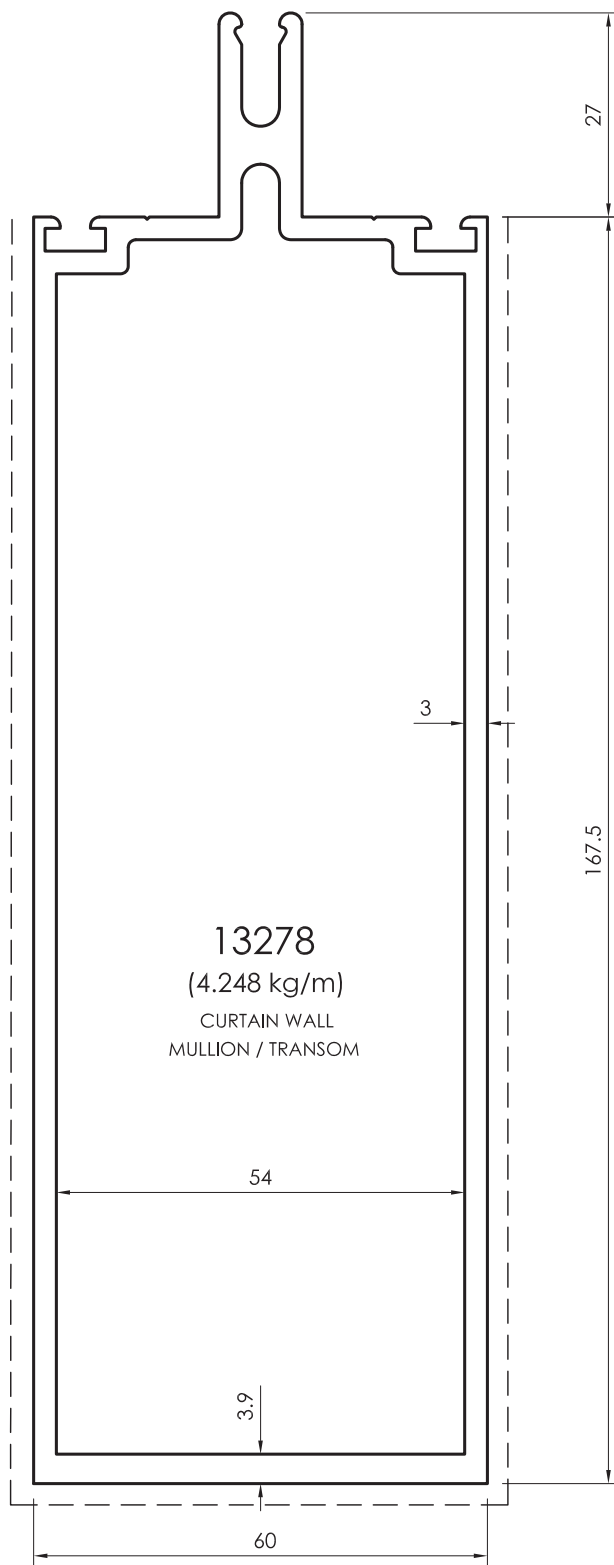 27
3
167.5
13278
(4.248 kg/m)
CURTAIN WALL
MULLION / TRANSOM
54
3.9
60